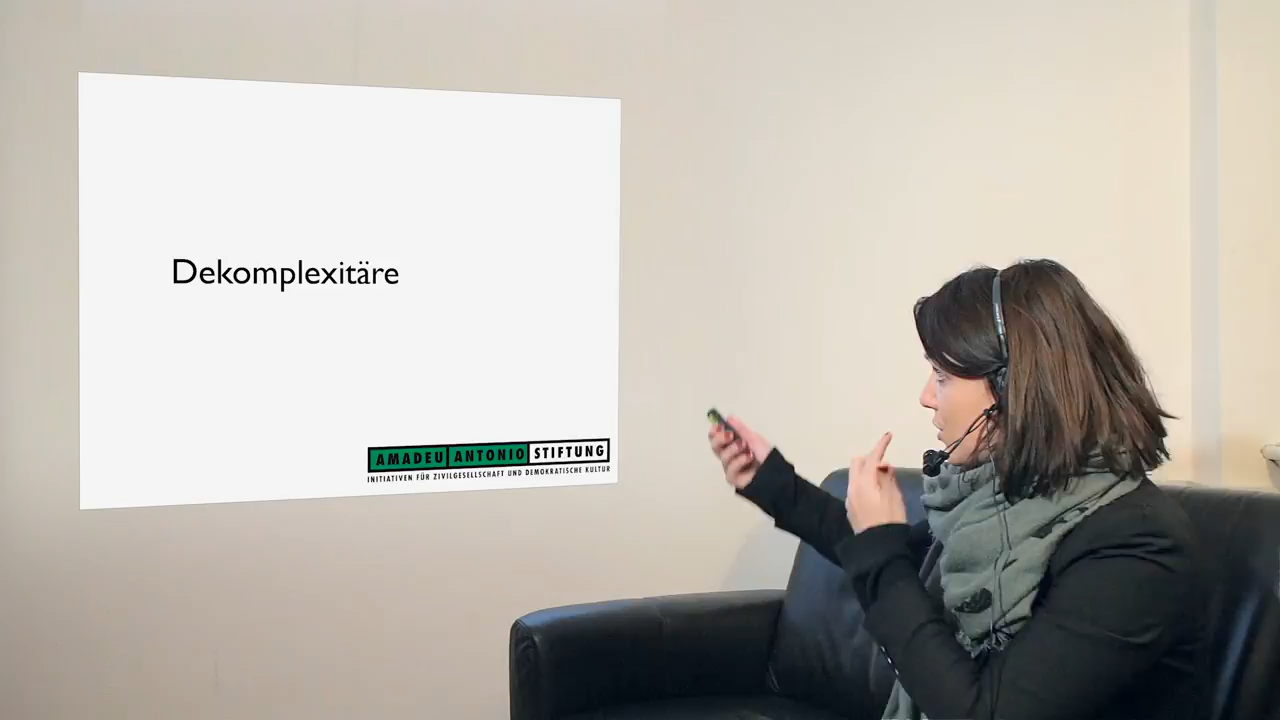 Dekomplexitäre
AMADEU ANTONIO STIFTUNG
INITIATIVEN FÜR ZIVILGESELLSCHAFT UND DEMOKRATISCHE KULTUR